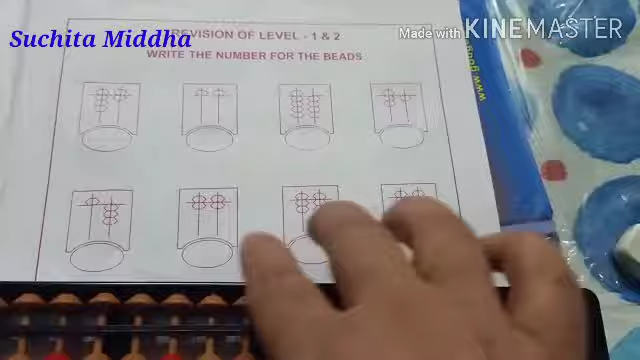 Suchita Middha
Made with KINEMASTER
REVISION OF LEVEL - 1 & 2
WRITE THE NUMBER FOR THE BEADS